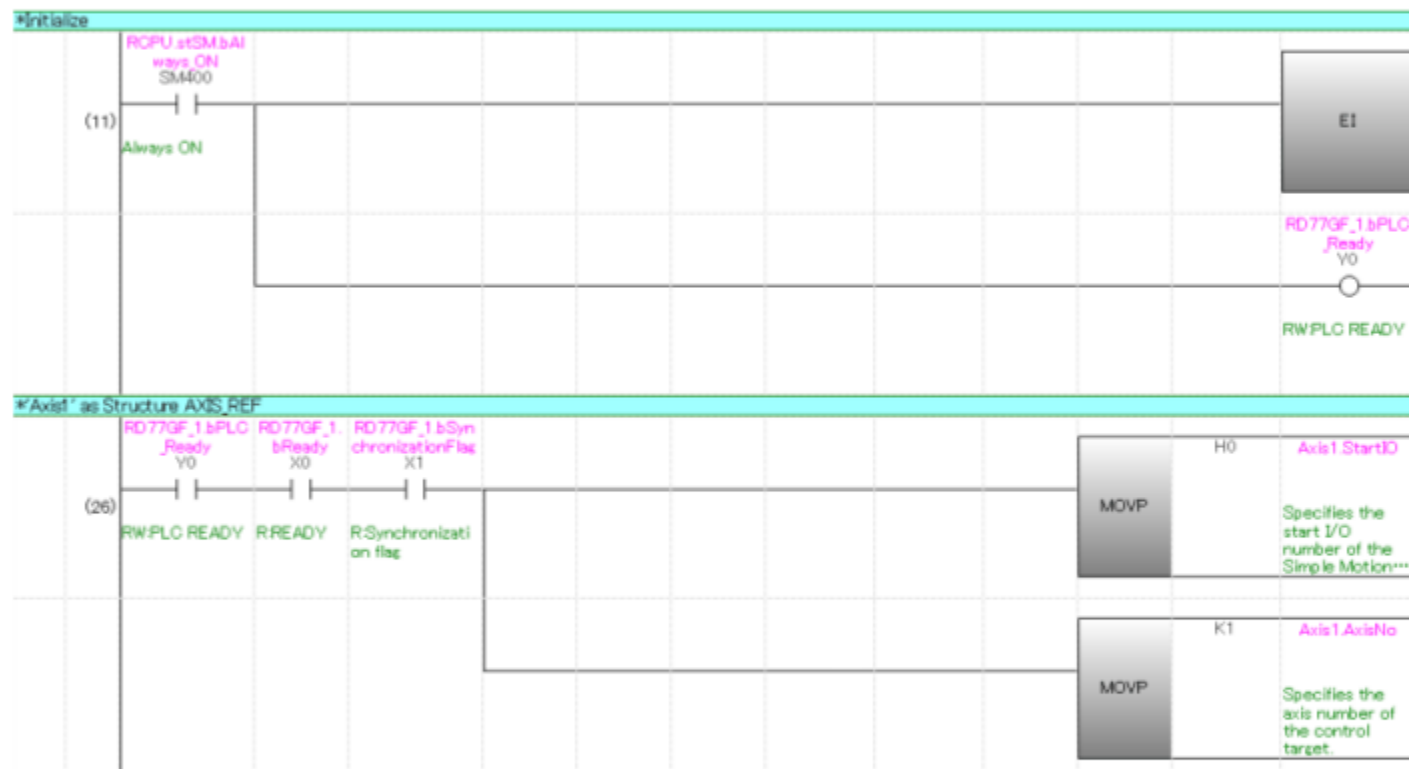 *Initialize
RCPU.stSM.bAl
ways_ON
SM400
(11)
EI
Always ON
RD77GF_1.bPLC
_Ready
Y0
RW:PLC READY
*'Axis1' as Structure AXIS_REF
RD77GF_1.bPLC
_Ready
Y0
RD77GF_1.
bReady
X0
RD77GF_1.bSyn
chronizationFlag
X1
(26)
RW:PLC READY
R:READY
R:Synchronizati
on flag
MOVP
H0
Axis1.StartIO
Specifies the
start I/O
number of the
Simple Motion…
MOVP
K1
Axis1.AxisNo
Specifies the
axis number of
the control
target.